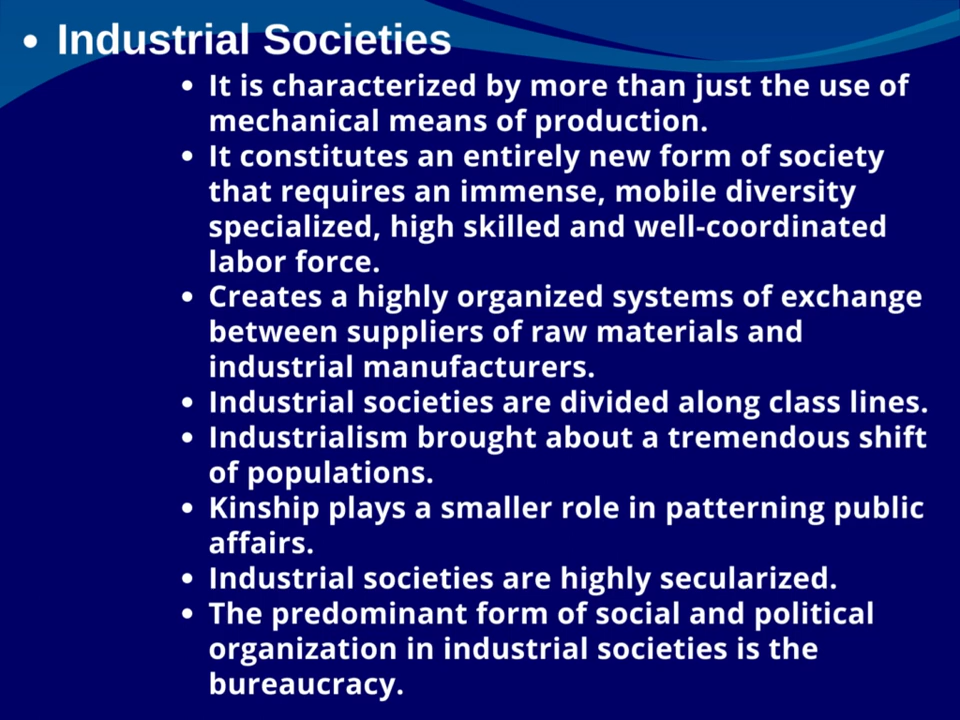 • Industrial Societies
• It is characterized by more than just the use of
mechanical means of production.
• It constitutes an entirely new form of society
that requires an immense, mobile diversity
specialized, high skilled and well-coordinated
labor force.
• Creates a highly organized systems of exchange
between suppliers of raw materials and
industrial manufacturers.
• Industrial societies are divided along class lines.
• Industrialism brought about a tremendous shift
of populations.
• Kinship plays a smaller role in patterning public
affairs.
• Industrial societies are highly secularized.
• The predominant form of social and political
organization in industrial societies is the
bureaucracy.